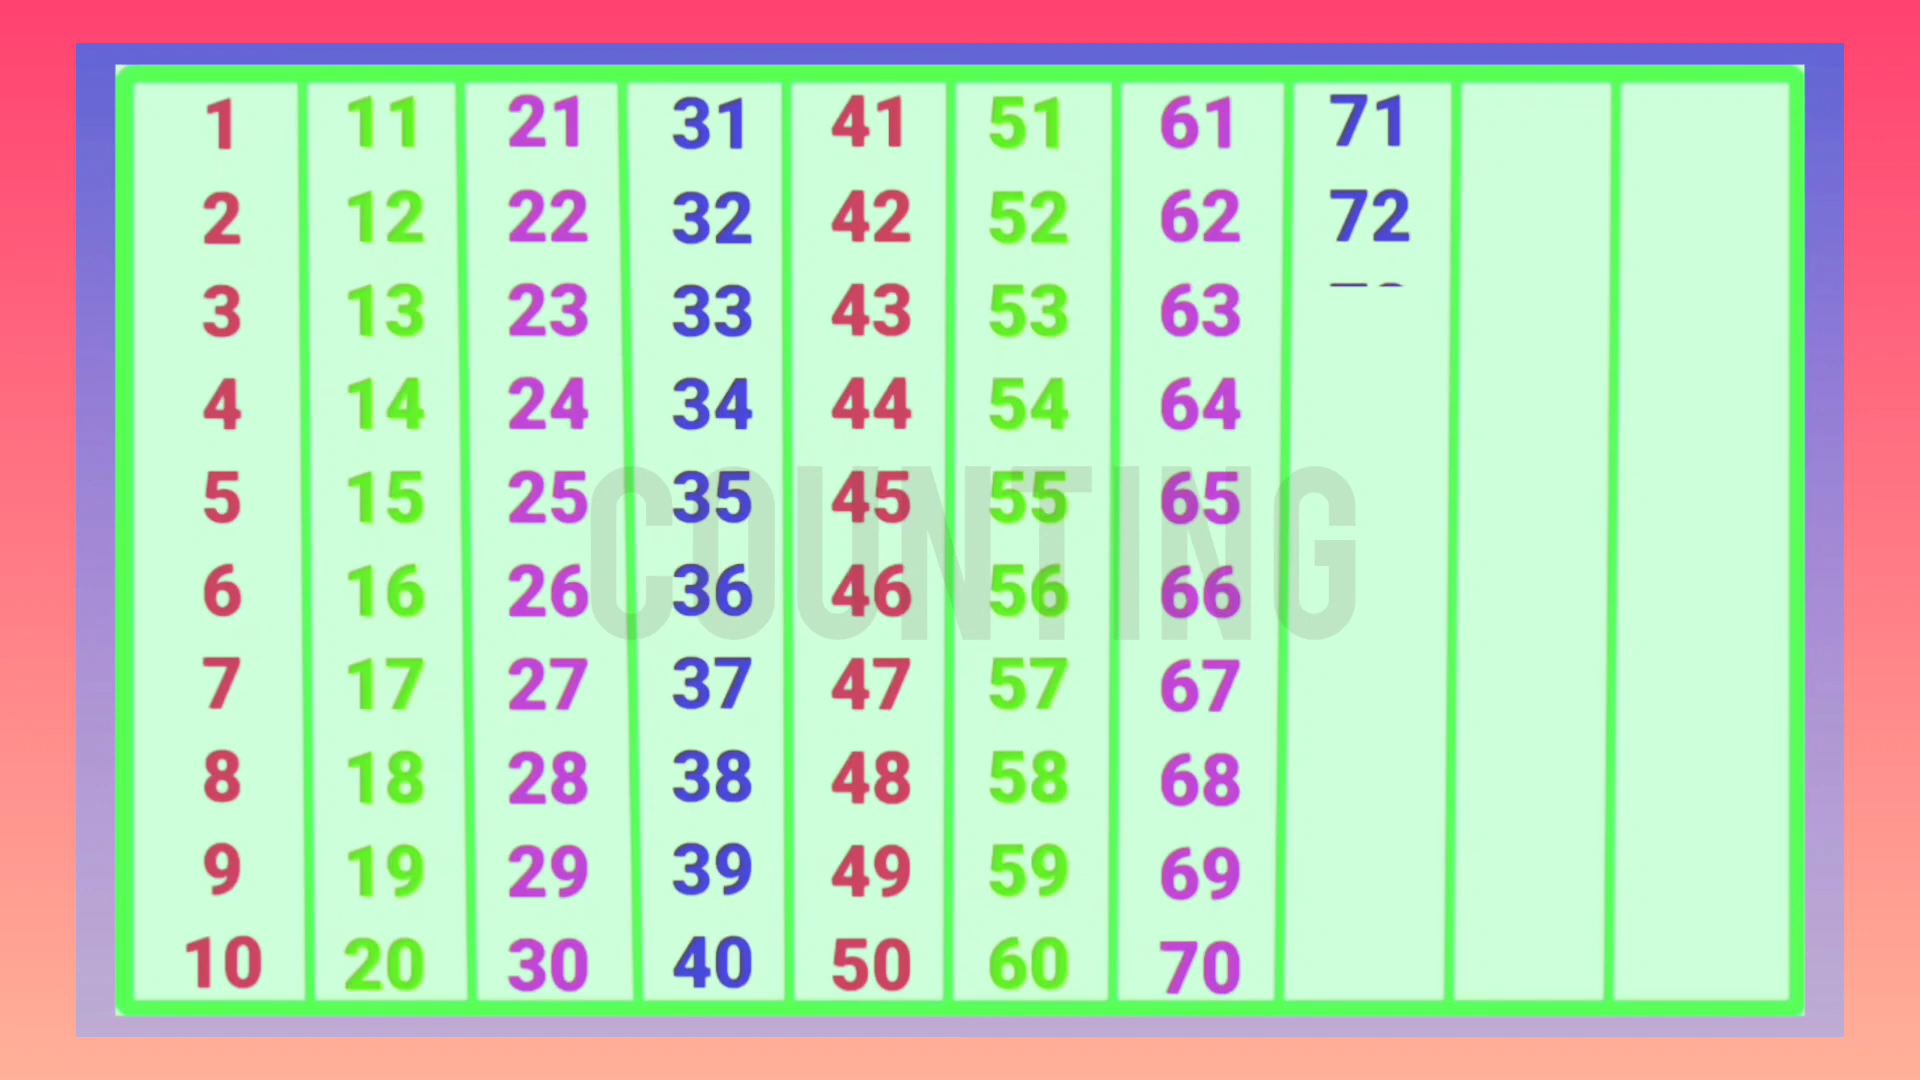 1 11 21 31 41 51 61 71
2 12 22 32 42 52 62 72
3 13 23 33 43 53 63
4 14 24 34 44 54 64
5 15 25 35 45 55 65
6 16 26 36 46 56 66
COUNTING
7 17 27 37 47 57 67
8 18 28 38 48 58 68
9 19 29 39 49 59 69
10 20 30 40 50 60 70